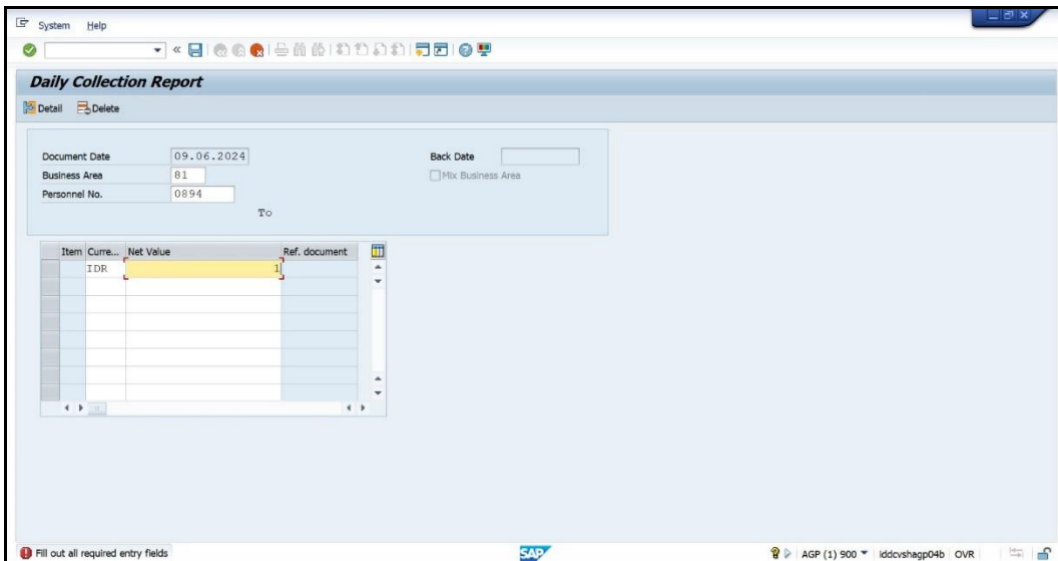 System Help
Daily Collection Report
Detail Delete
Document Date 09.06.2024 Back Date
Business Area 81 Mix Business Area
Personnel No. 0894
To
Item Curre... Net Value Ref. document
IDR 1
Fill out all required entry fields SAP AGP (1) 900 iddcvshagp04b OVR